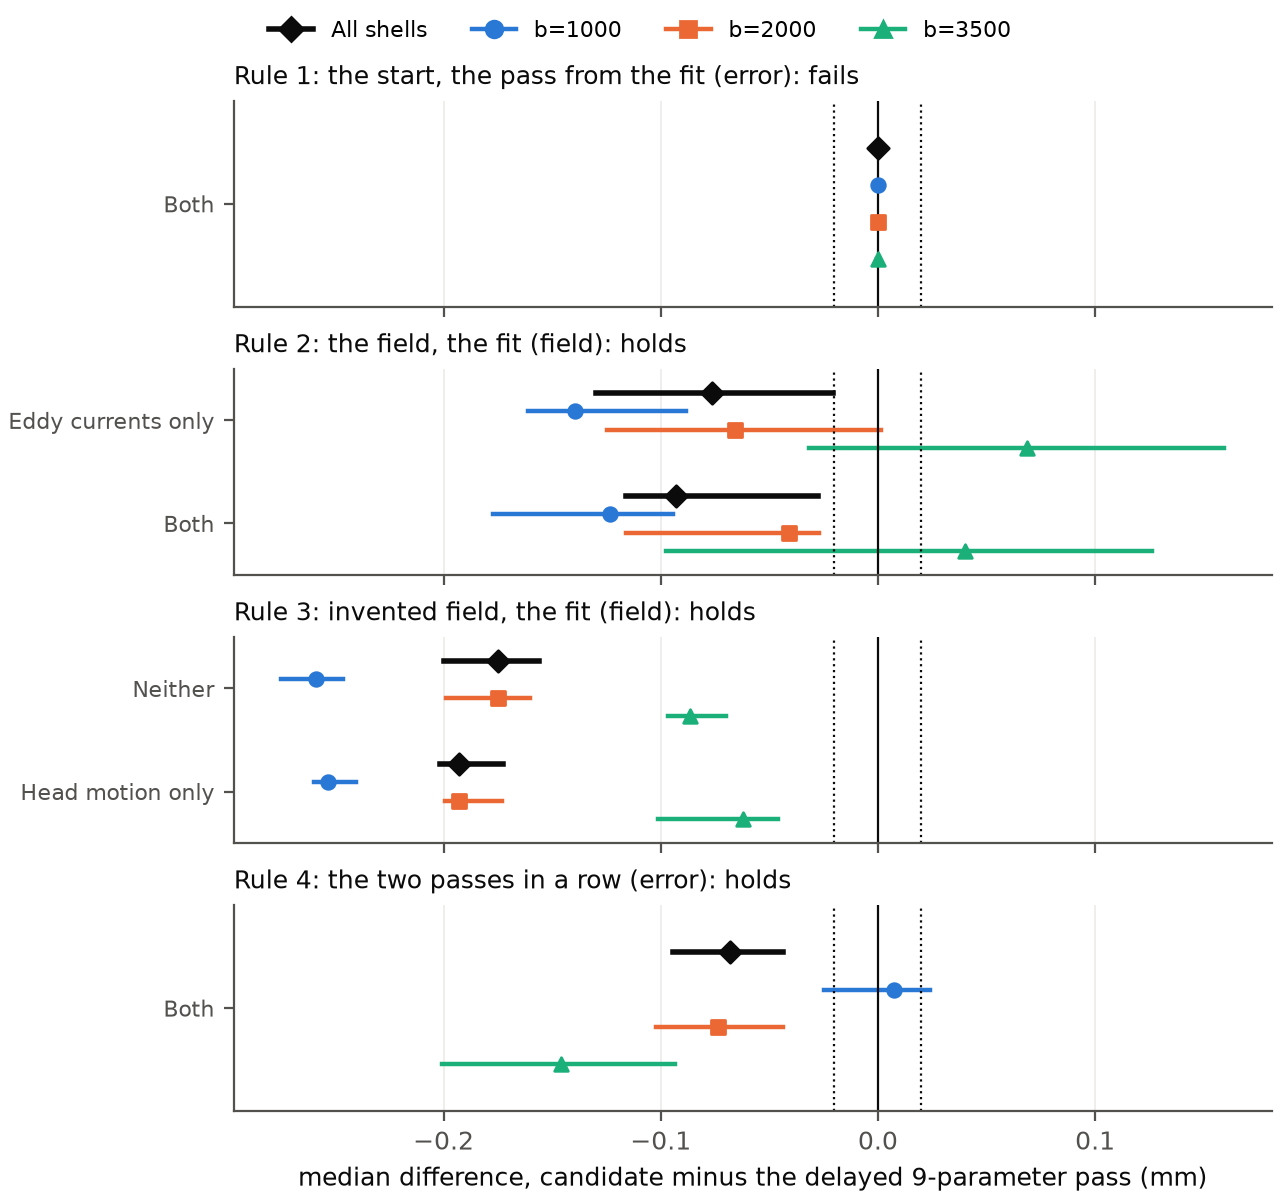 All shells b=1000 b=2000 b=3500
Rule 1: the start, the pass from the fit (error): fails
Both
Rule 2: the field, the fit (field): holds
Eddy currents only
Both
Rule 3: invented field, the fit (field): holds
Neither
Head motion only
Rule 4: the two passes in a row (error): holds
Both
−0.2 −0.1 0.0 0.1
median difference, candidate minus the delayed 9-parameter pass (mm)